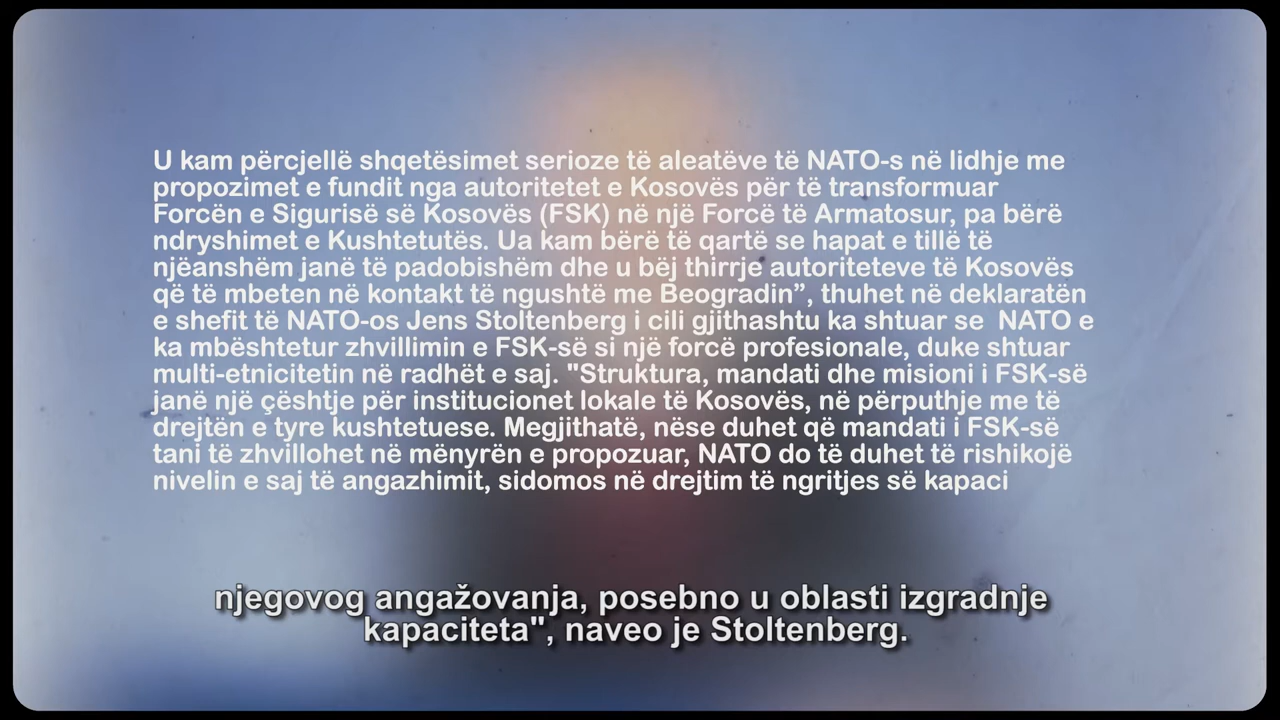 U kam përcjellë shqetësimet serioze të aleatëve të NATO-s në lidhje me
propozimet e fundit nga autoritetet e Kosovës për të transformuar
Forcën e Sigurisë së Kosovës (FSK) në një Forcë të Armatosur, pa bërë
ndryshimet e Kushtetutës. Ua kam bërë të qartë se hapat e tillë të
njëanshëm janë të padobishëm dhe u bëj thirrje autoriteteve të Kosovës
që të mbeten në kontakt të ngushtë me Beogradin”, thuhet në deklaratën
e shefit të NATO-os Jens Stoltenberg i cili gjithashtu ka shtuar se  NATO e
ka mbështetur zhvillimin e FSK-së si një forcë profesionale, duke shtuar
multi-etnicitetin në radhët e saj. "Struktura, mandati dhe misioni i FSK-së
janë një çështje për institucionet lokale të Kosovës, në përputhje me të
drejtën e tyre kushtetuese. Megjithatë, nëse duhet që mandati i FSK-së
tani të zhvillohet në mënyrën e propozuar, NATO do të duhet të rishikojë
nivelin e saj të angazhimit, sidomos në drejtim të ngritjes së kapaci
njegovog angažovanja, posebno u oblasti izgradnje
kapaciteta", naveo je Stoltenberg.